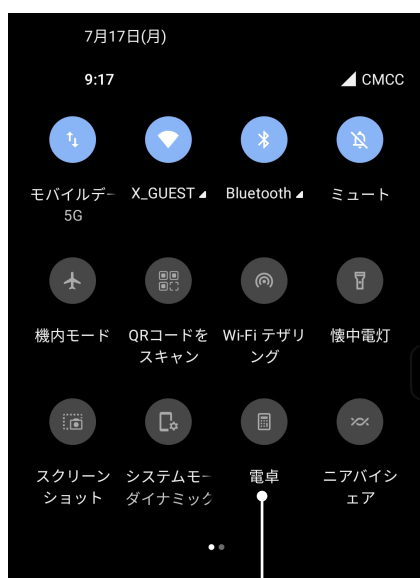 7月17日(月)
9:17 CMCC
モバイルデー X_GUEST Bluetooth ミュート
5G
機内モード QRコードを Wi-Fi テザリ 懐中電灯
スキャン ング
スクリーン システムモー 電卓 ニアバイシ
ショット ダイナミック ェア